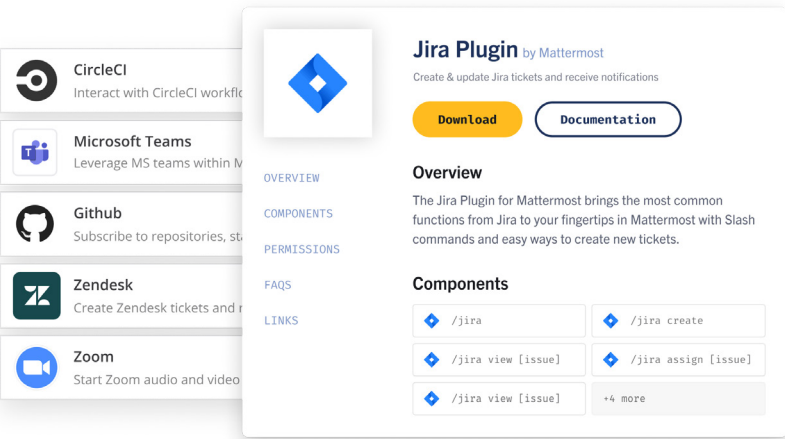 CircleCI
Interact with CircleCI
Microsoft Teams
Leverage MS teams within
Github
Subscribe to repositories,
Zendesk
Create Zendesk tickets and
Zoom
Start Zoom audio and video
Jira Plugin by Mattermost
Create & update Jira tickets and receive notifications
Download Documentation
OVERVIEW
COMPONENTS
PERMISSIONS
FAQS
LINKS
Overview
The Jira Plugin for Mattermost brings the most common
functions from Jira to your fingertips in Mattermost with Slash
commands and easy ways to create new tickets.
Components
/jira
/jira create
/jira view [issue]
/jira assign [issue]
/jira view [issue]
+4 more